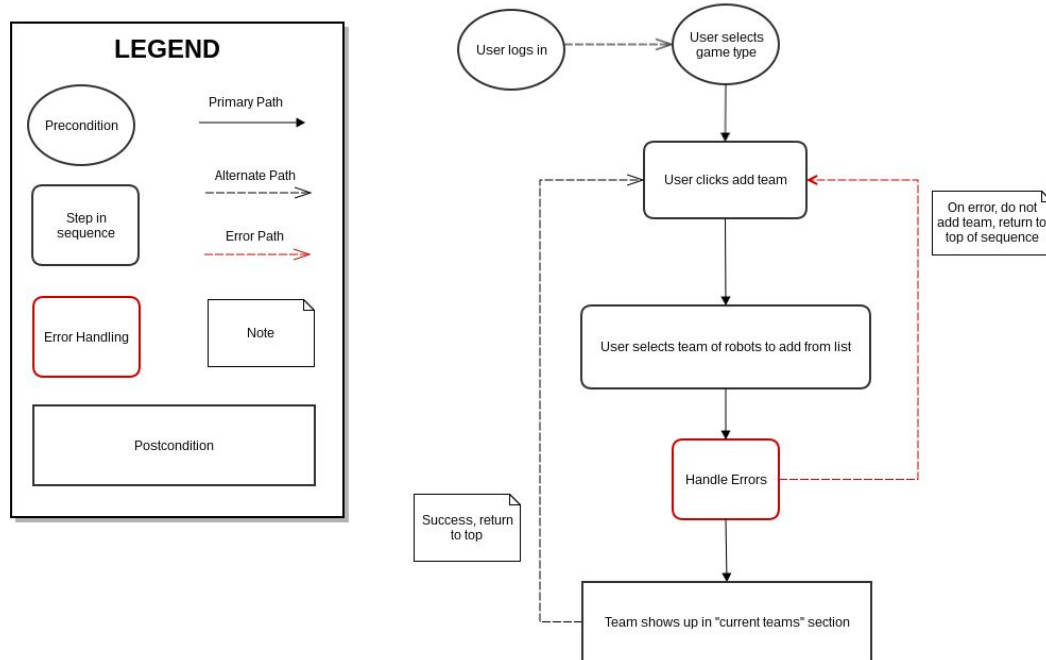 LEGEND
Precondition
Primary Path
Alternate Path
Step in
sequence
Error Path
Error Handling
Note
Postcondition
User logs in
User selects
game type
User clicks add team
On error, do not
add team, return to
top of sequence
User selects team of robots to add from list
Handle Errors
Success, return
to top
Team shows up in "current teams" section